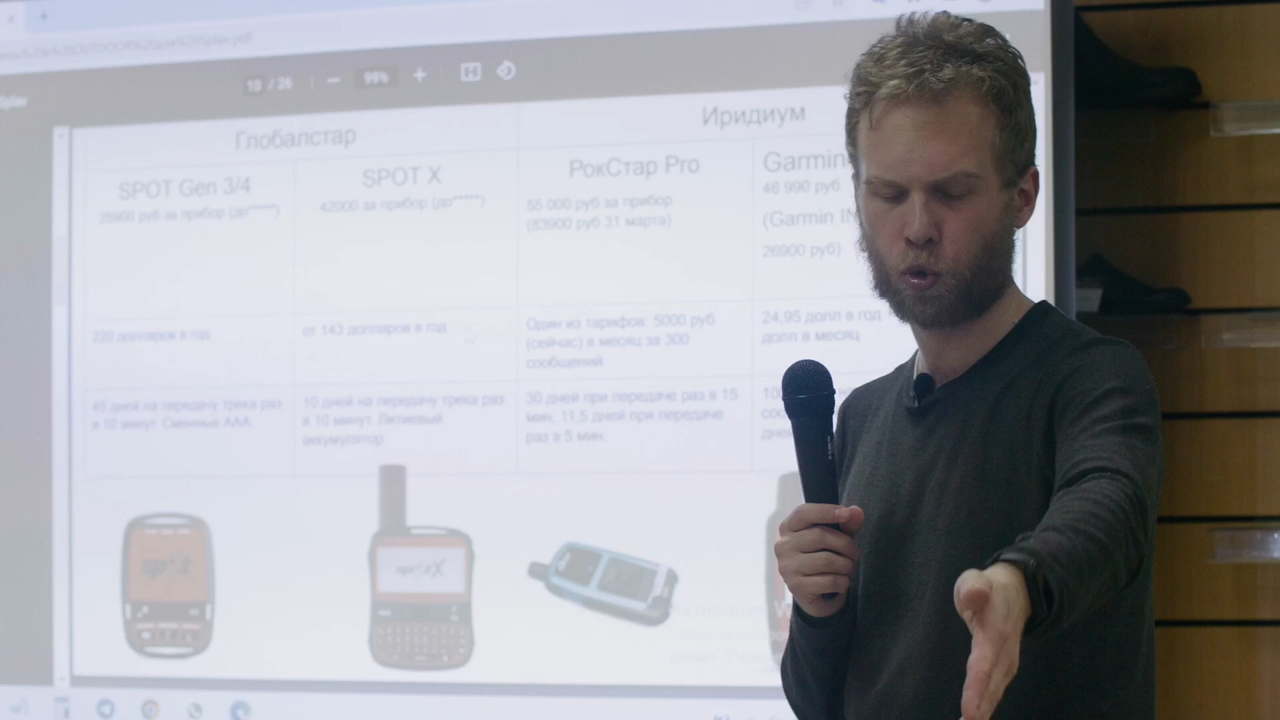 10 / 26
99%
Глобалстар
Иридиум
SPOT Gen 3/4
25900 руб за прибор (до*****)
SPOT X
42000 за прибор (до*****)
РокСтар Pro
55 000 руб за прибор
(83900 руб 31 марта)
Garmin
46 990 руб
(Garmin IN
26900 руб)
220 долларов в год
от 143 долларов в год
Один из тарифов: 5000 руб
(сейчас) в месяц за 300
сообщений
24,95 долл в год
долл в месяц
45 дней на передачу трека раз
в 10 минут. Сменные ААА.
10 дней на передачу трека раз
в 10 минут. Литиевый
аккумулятор
30 дней при передаче раз в 15
мин, 11,5 дней при передаче
раз в 5 мин.